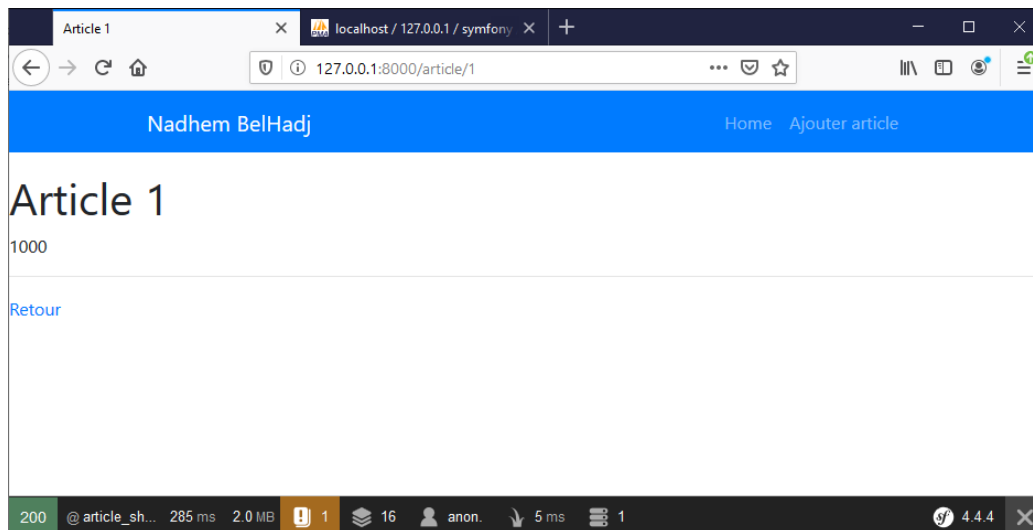 Article 1
localhost / 127.0.0.1 / symfony
127.0.0.1:8000/article/1
Nadhem BelHadj
Home Ajouter article
Article 1
1000
Retour
200 @ article_sh... 285 ms 2.0 MB 1 16 anon. 5 ms 1 sf 4.4.4